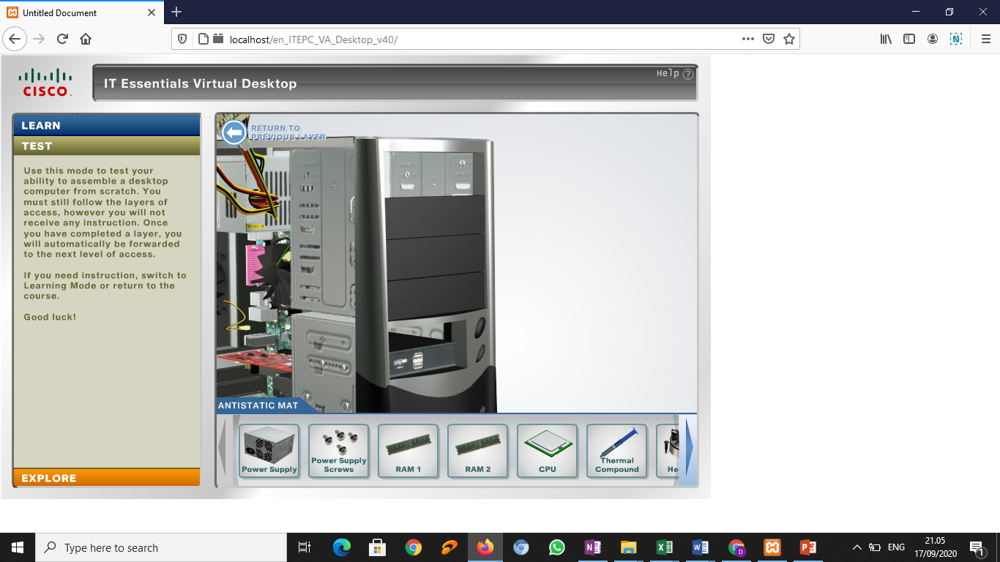 Untitled Document
localhost/en_ITEPC_VA_Desktop_v40/
CISCO.
IT Essentials Virtual Desktop
Help ?
LEARN
TEST
Use this mode to test your
ability to assemble a desktop
computer from scratch. You
must still follow the layers of
access, however you will not
receive any instruction. Once
you have completed a layer, you
will automatically be forwarded
to the next level of access.
If you need instruction, switch to
Learning Mode or return to the
course.
Good luck!
EXPLORE
RETURN TO
PREVIOUS LAYER
ANTISTATIC MAT
Power Supply
Power Supply
Screws
RAM 1
RAM 2
CPU
Thermal
Compound
He
Type here to search
ENG
21.05
17/09/2020
1